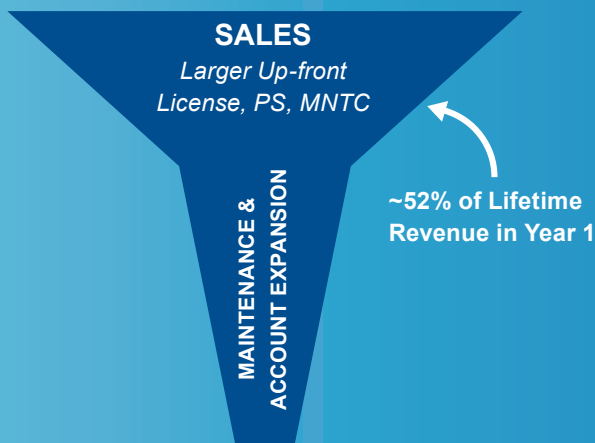 SALES
Larger Up-front
License, PS, MNTC
~52% of Lifetime
Revenue in Year 1
MAINTENANCE &
ACCOUNT EXPANSION